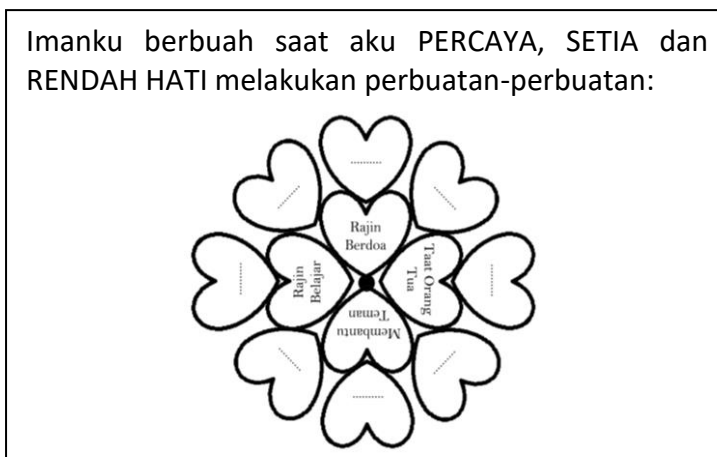 Imanku berbuah saat aku PERCAYA, SETIA dan
RENDAH HATI melakukan perbuatan-perbuatan:
..........
..........
..........
Rajin
Berdoa
..........
Rajin
Belajar
Taat Orang
Tua
..........
Membantu
Teman
..........
..........
..........